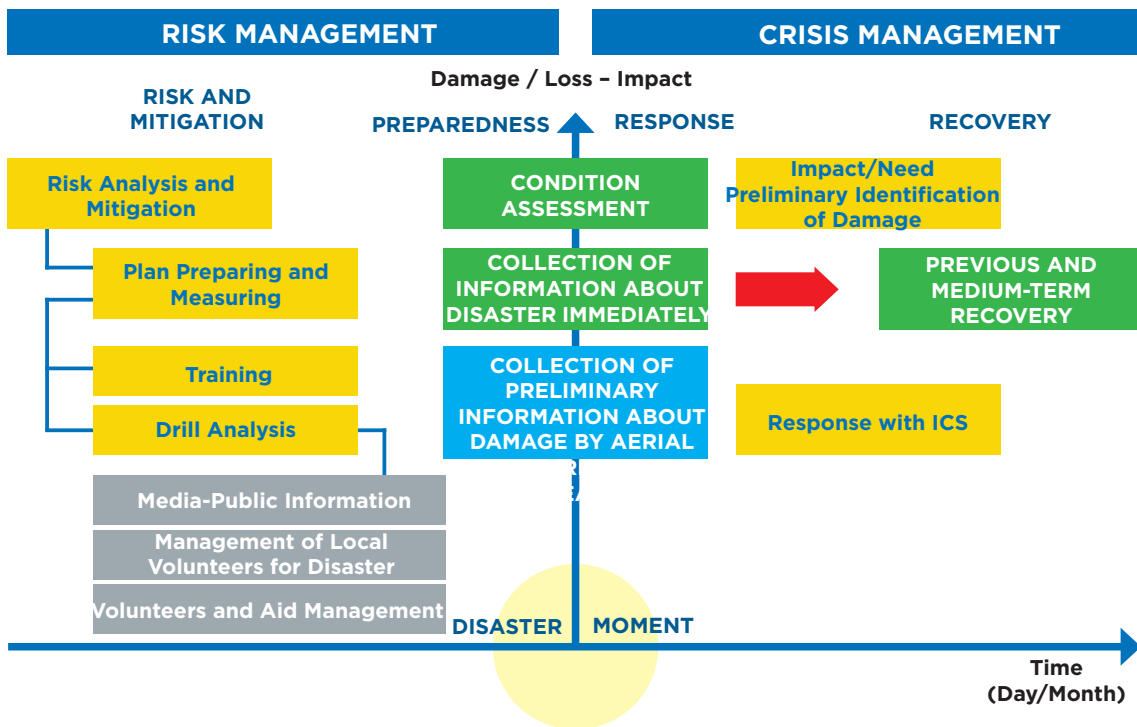 RISK MANAGEMENT
CRISIS MANAGEMENT
Damage / Loss – Impact
RISK AND
MITIGATION
PREPAREDNESS
RESPONSE
RECOVERY
Risk Analysis and
Mitigation
CONDITION
ASSESSMENT
Impact/Need
Preliminary Identification
of Damage
Plan Preparing and
Measuring
COLLECTION OF
INFORMATION ABOUT
DISASTER IMMEDIATELY
PREVIOUS AND
MEDIUM-TERM
RECOVERY
Training
Drill Analysis
COLLECTION OF
PRELIMINARY
INFORMATION ABOUT
DAMAGE BY AERIAL
Response with ICS
Media-Public Information
Management of Local
Volunteers for Disaster
Volunteers and Aid Management
DISASTER
MOMENT
Time
(Day/Month)